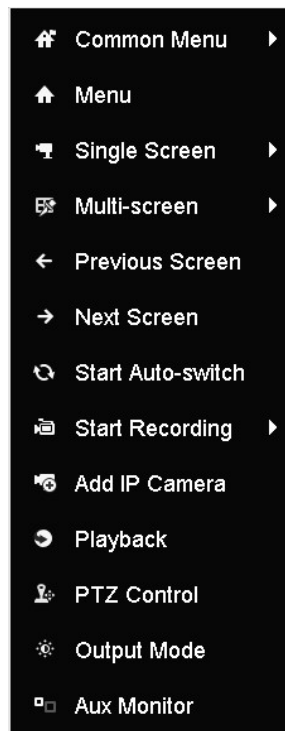 Common Menu
Menu
Single Screen
Multi-screen
Previous Screen
Next Screen
Start Auto-switch
Start Recording
Add IP Camera
Playback
PTZ Control
Output Mode
Aux Monitor